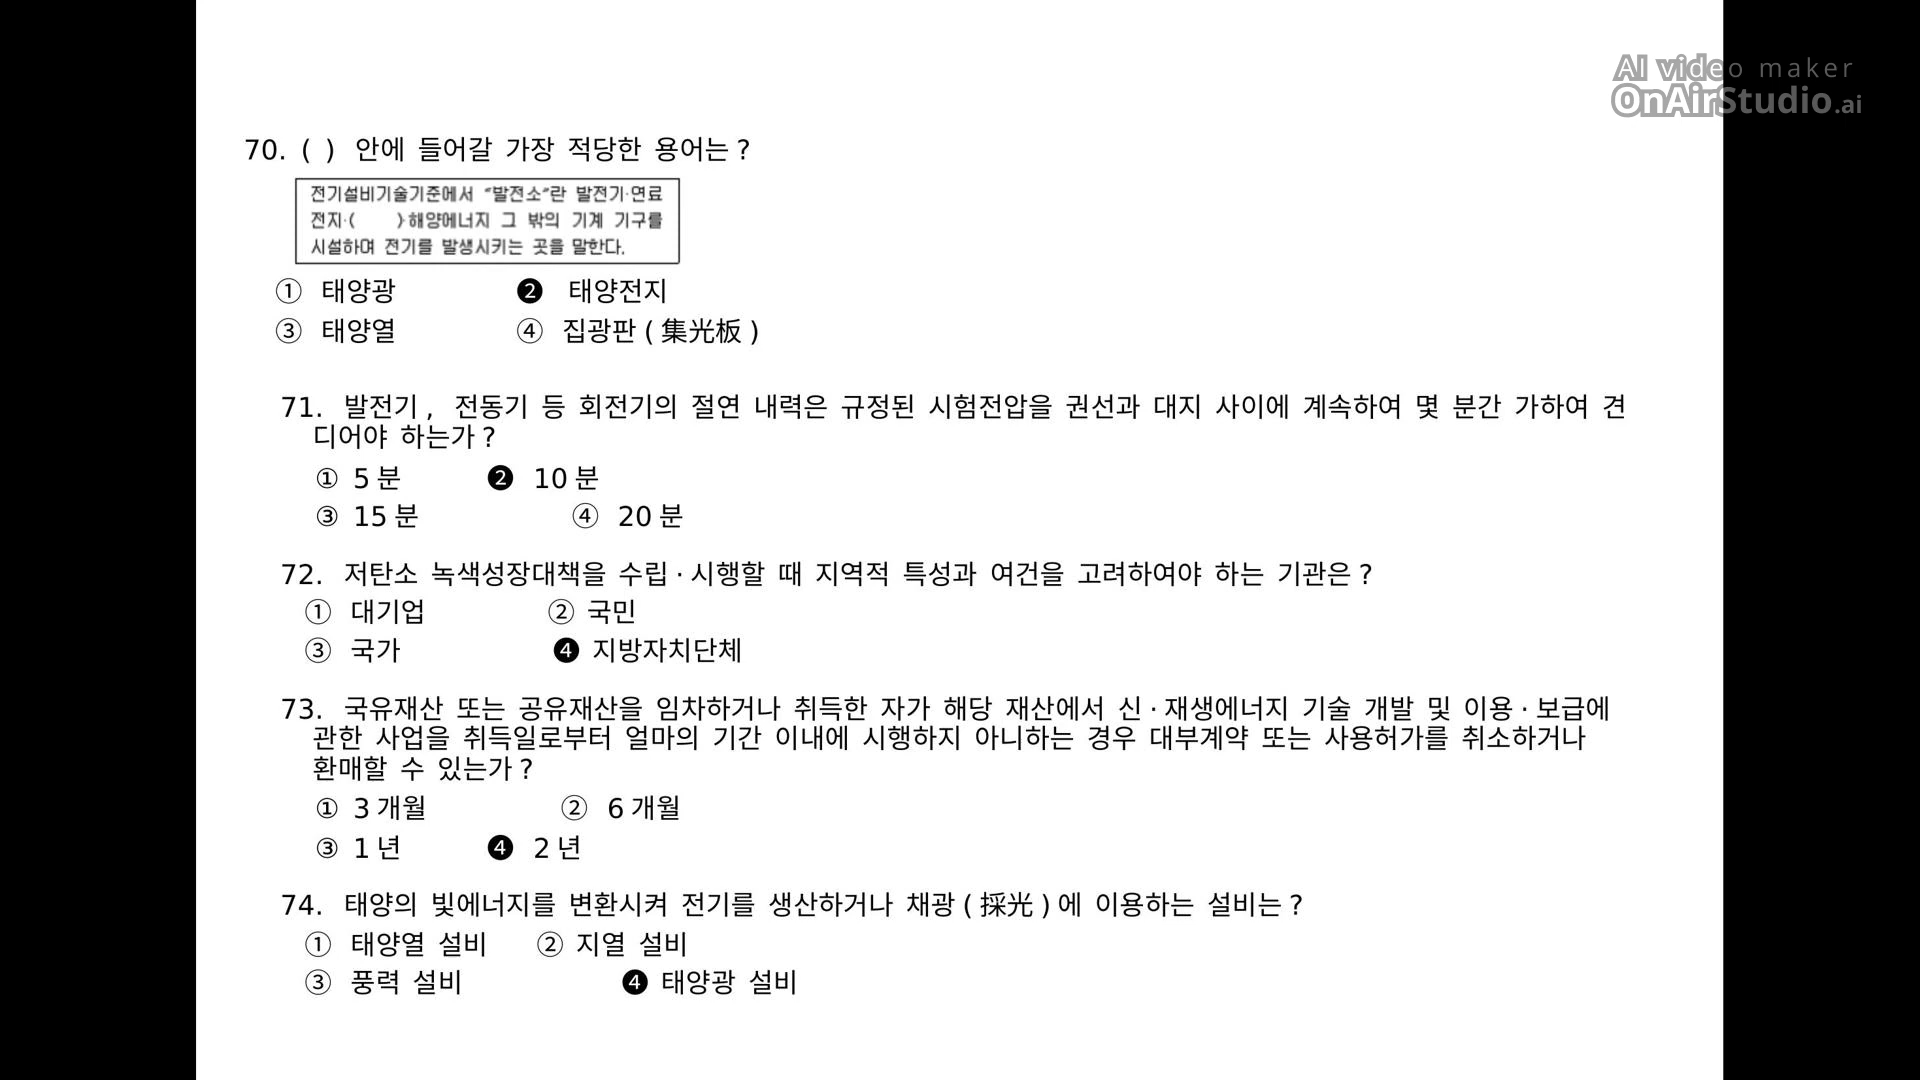 AI video maker
OnAirStudio.ai
70. ( ) 안에 들어갈 가장 적당한 용어는 ?
전기설비기술기준에서 “발전소”란 발전기·연료
전지·( )·해양에너지 그 밖의 기계 기구를
시설하여 전기를 발생시키는 곳을 말한다.
① 태양광 ❷ 태양전지
③ 태양열 ④ 집광판 ( 集光板 )
71. 발전기 , 전동기 등 회전기의 절연 내력은 규정된 시험전압을 권선과 대지 사이에 계속하여 몇 분간 가하여 견
디어야 하는가 ?
① 5 분 ❷ 10 분
③ 15 분 ④ 20 분
72. 저탄소 녹색성장대책을 수립 · 시행할 때 지역적 특성과 여건을 고려하여야 하는 기관은 ?
① 대기업 ② 국민
③ 국가 ❹ 지방자치단체
73. 국유재산 또는 공유재산을 임차하거나 취득한 자가 해당 재산에서 신 · 재생에너지 기술 개발 및 이용 · 보급에
관한 사업을 취득일로부터 얼마의 기간 이내에 시행하지 아니하는 경우 대부계약 또는 사용허가를 취소하거나
환매할 수 있는가 ?
① 3 개월 ② 6 개월
③ 1 년 ❹ 2 년
74. 태양의 빛에너지를 변환시켜 전기를 생산하거나 채광 ( 採光 ) 에 이용하는 설비는 ?
① 태양열 설비 ② 지열 설비
③ 풍력 설비 ❹ 태양광 설비